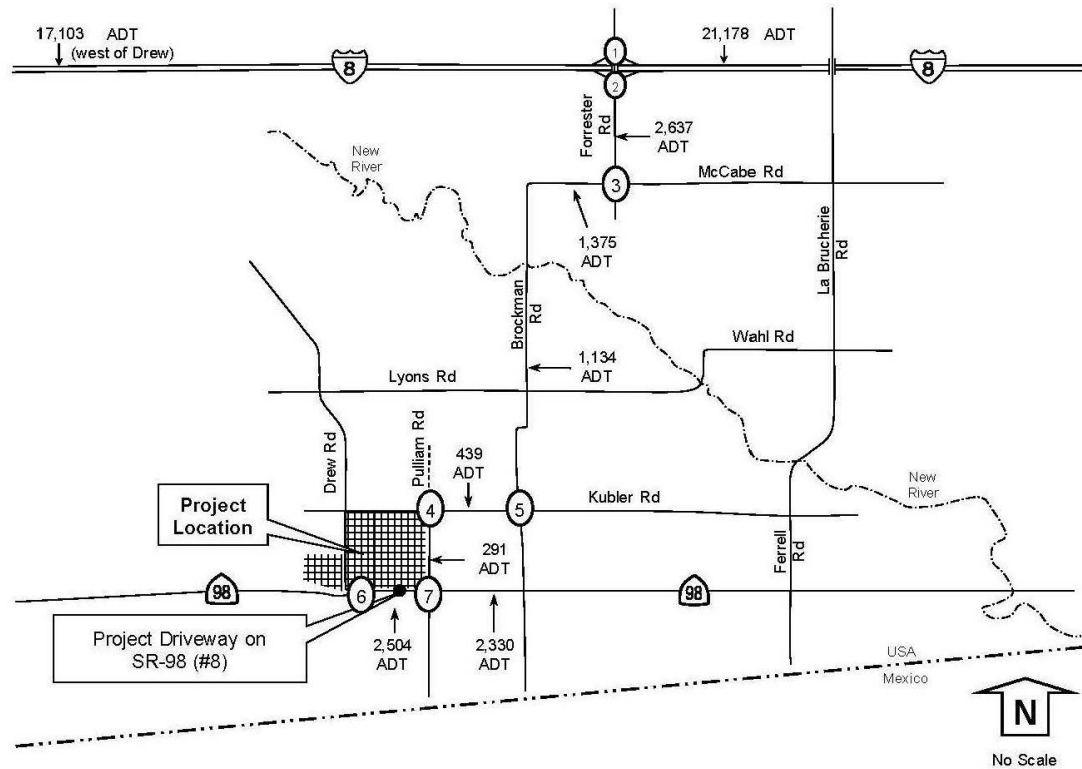 17,103 ADT
(west of Drew)
21,178 ADT
8
8
1
2
Forrester
Rd
2,637
ADT
New
River
McCabe Rd
3
1,375
ADT
La Brucherie
Rd
Brockman
Rd
Wahl Rd
1,134
ADT
Lyons Rd
Drew Rd
Pulliam Rd
439
ADT
Project
Location
4
5
Kubler Rd
New
River
291
ADT
Ferrell
Rd
98
6
7
98
Project Driveway on
SR-98 (#8)
2,504
ADT
2,330
ADT
USA
Mexico
N
No Scale